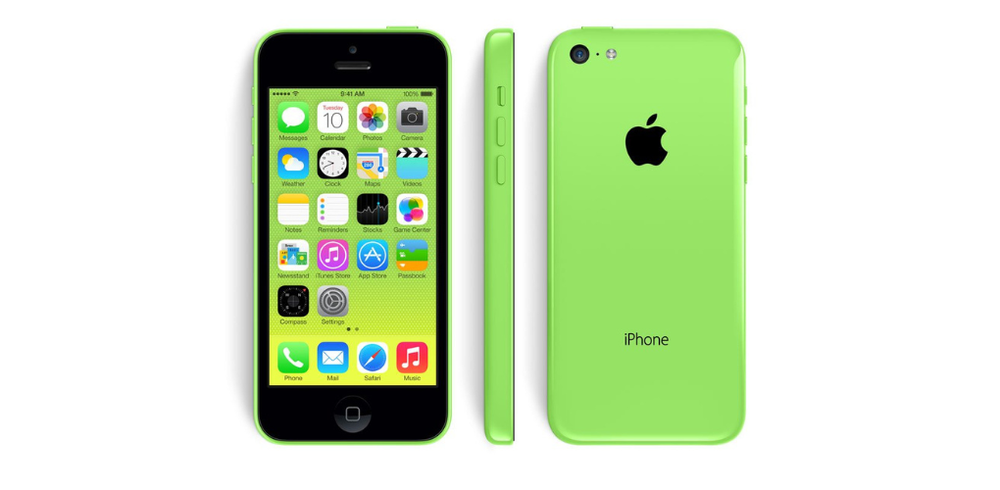 9:41 AM 100%
Tuesday
10
Messages Calendar Photos Camera
280
Weather Clock Maps Videos
Notes Reminders Stocks Game Center
Newsstand iTunes Store App Store Passbook
Compass Settings
Phone Mail Safari Music
iPhone